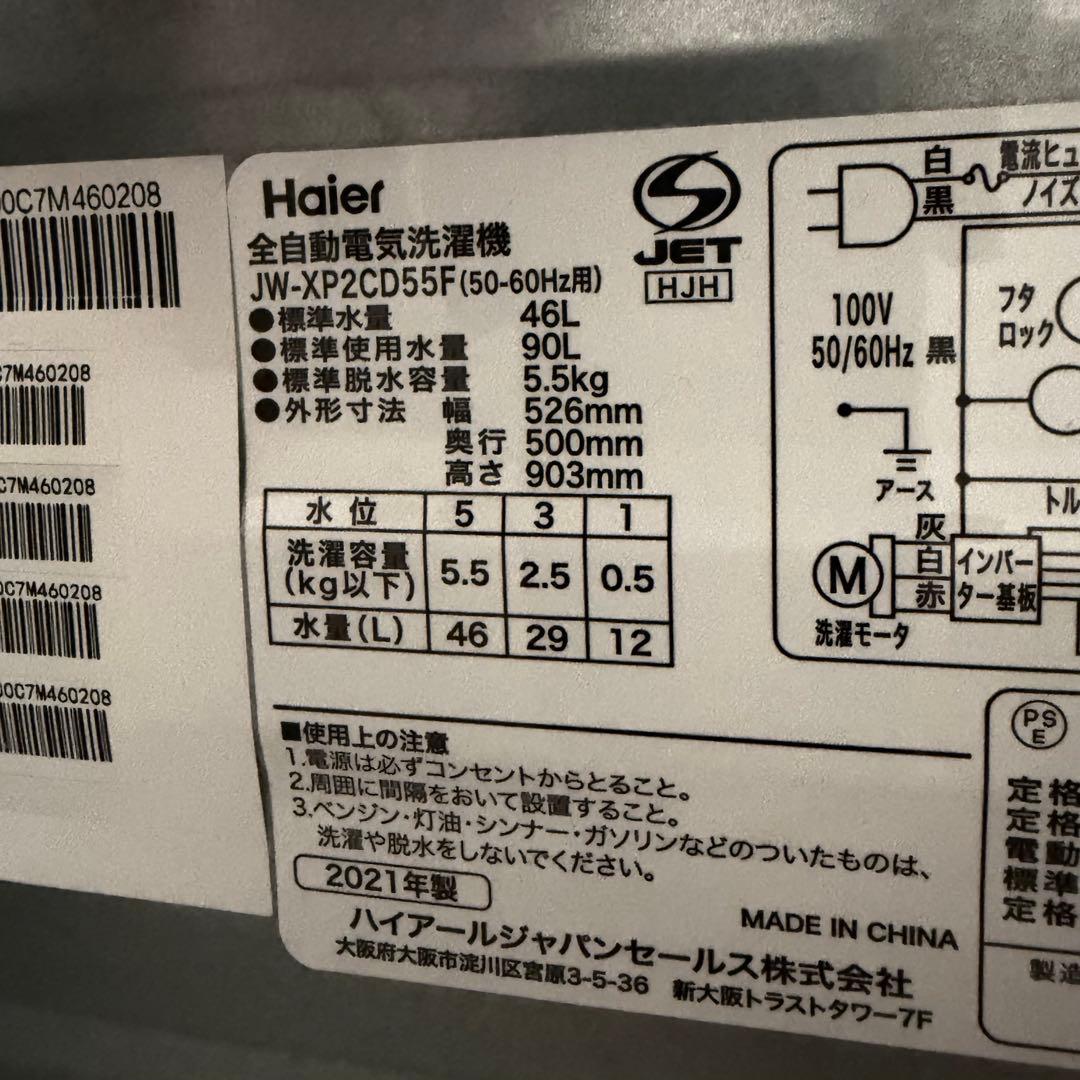 0C7M460208
C7M460208
C7M460208
0C7M460208
00C7M460208
Haier
全自動電気洗濯機
JW-XP2CD55F(50-60Hz用)
●標準水量 46L
●標準使用水量 90L
●標準脱水容量 5.5kg
●外形寸法 幅 526mm
奥行 500mm
高さ 903mm
S
JET
HJH
水位 5 3 1
洗濯容量(kg以下) 5.5 2.5 0.5
水量(L) 46 29 12
白
黒
電流ヒュ
ノイズ
100V
50/60Hz 黒
フタ
ロック
アース
トル
灰
白
赤
M
インバー
ター基板
洗濯モータ
■使用上の注意
1.電源は必ずコンセントからとること。
2.周囲に間隔をおいて設置すること。
3.ベンジン・灯油・シンナー・ガソリンなどのついたものは、
洗濯や脱水をしないでください。
2021年製
MADE IN CHINA
ハイアールジャパンセールス株式会社
大阪府大阪市淀川区宮原3-5-36 新大阪トラストタワー7F
PS
E
定格
定格
電動
標準
定格
製造